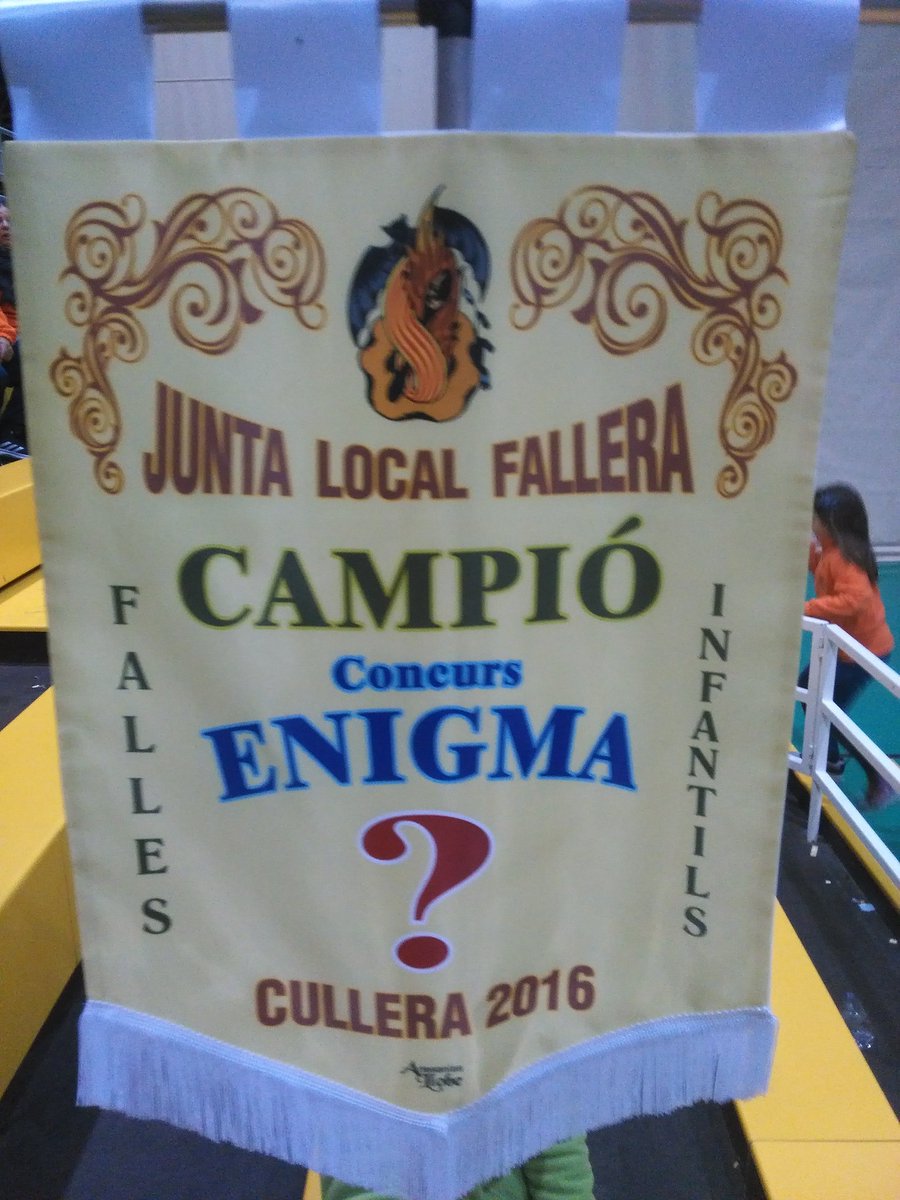 JUNTA LOCAL FALLERA
CAMPIÓ
FALLES
INFANTILS
Concurs
ENIGMA
?
CULLERA 2016